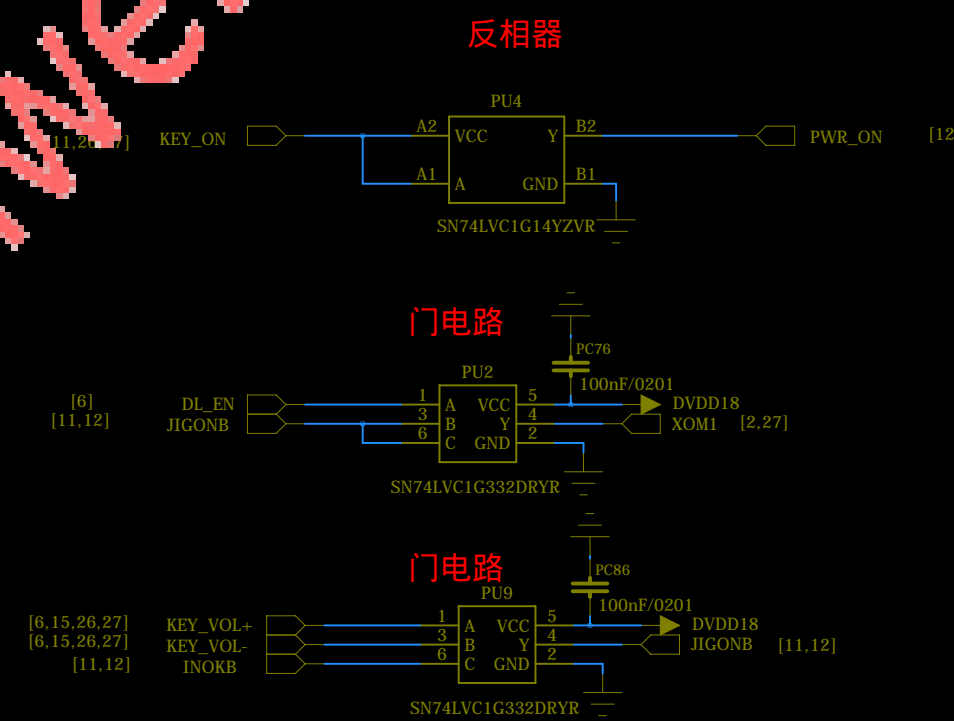 反相器
PU4
KEY_ON
A2
VCC
Y
B2
PWR_ON
[12
A1
A
GND
B1
SN74LVC1G14YZVR
门电路
PC76
100nF/0201
PU2
[6]
DL_EN
1
A
VCC
5
DVDD18
[11,12]
JIGONB
3
B
Y
4
XOM1
[2,27]
6
C
GND
2
SN74LVC1G332DRYR
门电路
PC86
100nF/0201
PU9
[6,15,26,27]
KEY_VOL+
1
A
VCC
5
DVDD18
[6,15,26,27]
KEY_VOL-
3
B
Y
4
JIGONB
[11,12]
[11,12]
INOKB
6
C
GND
2
SN74LVC1G332DRYR